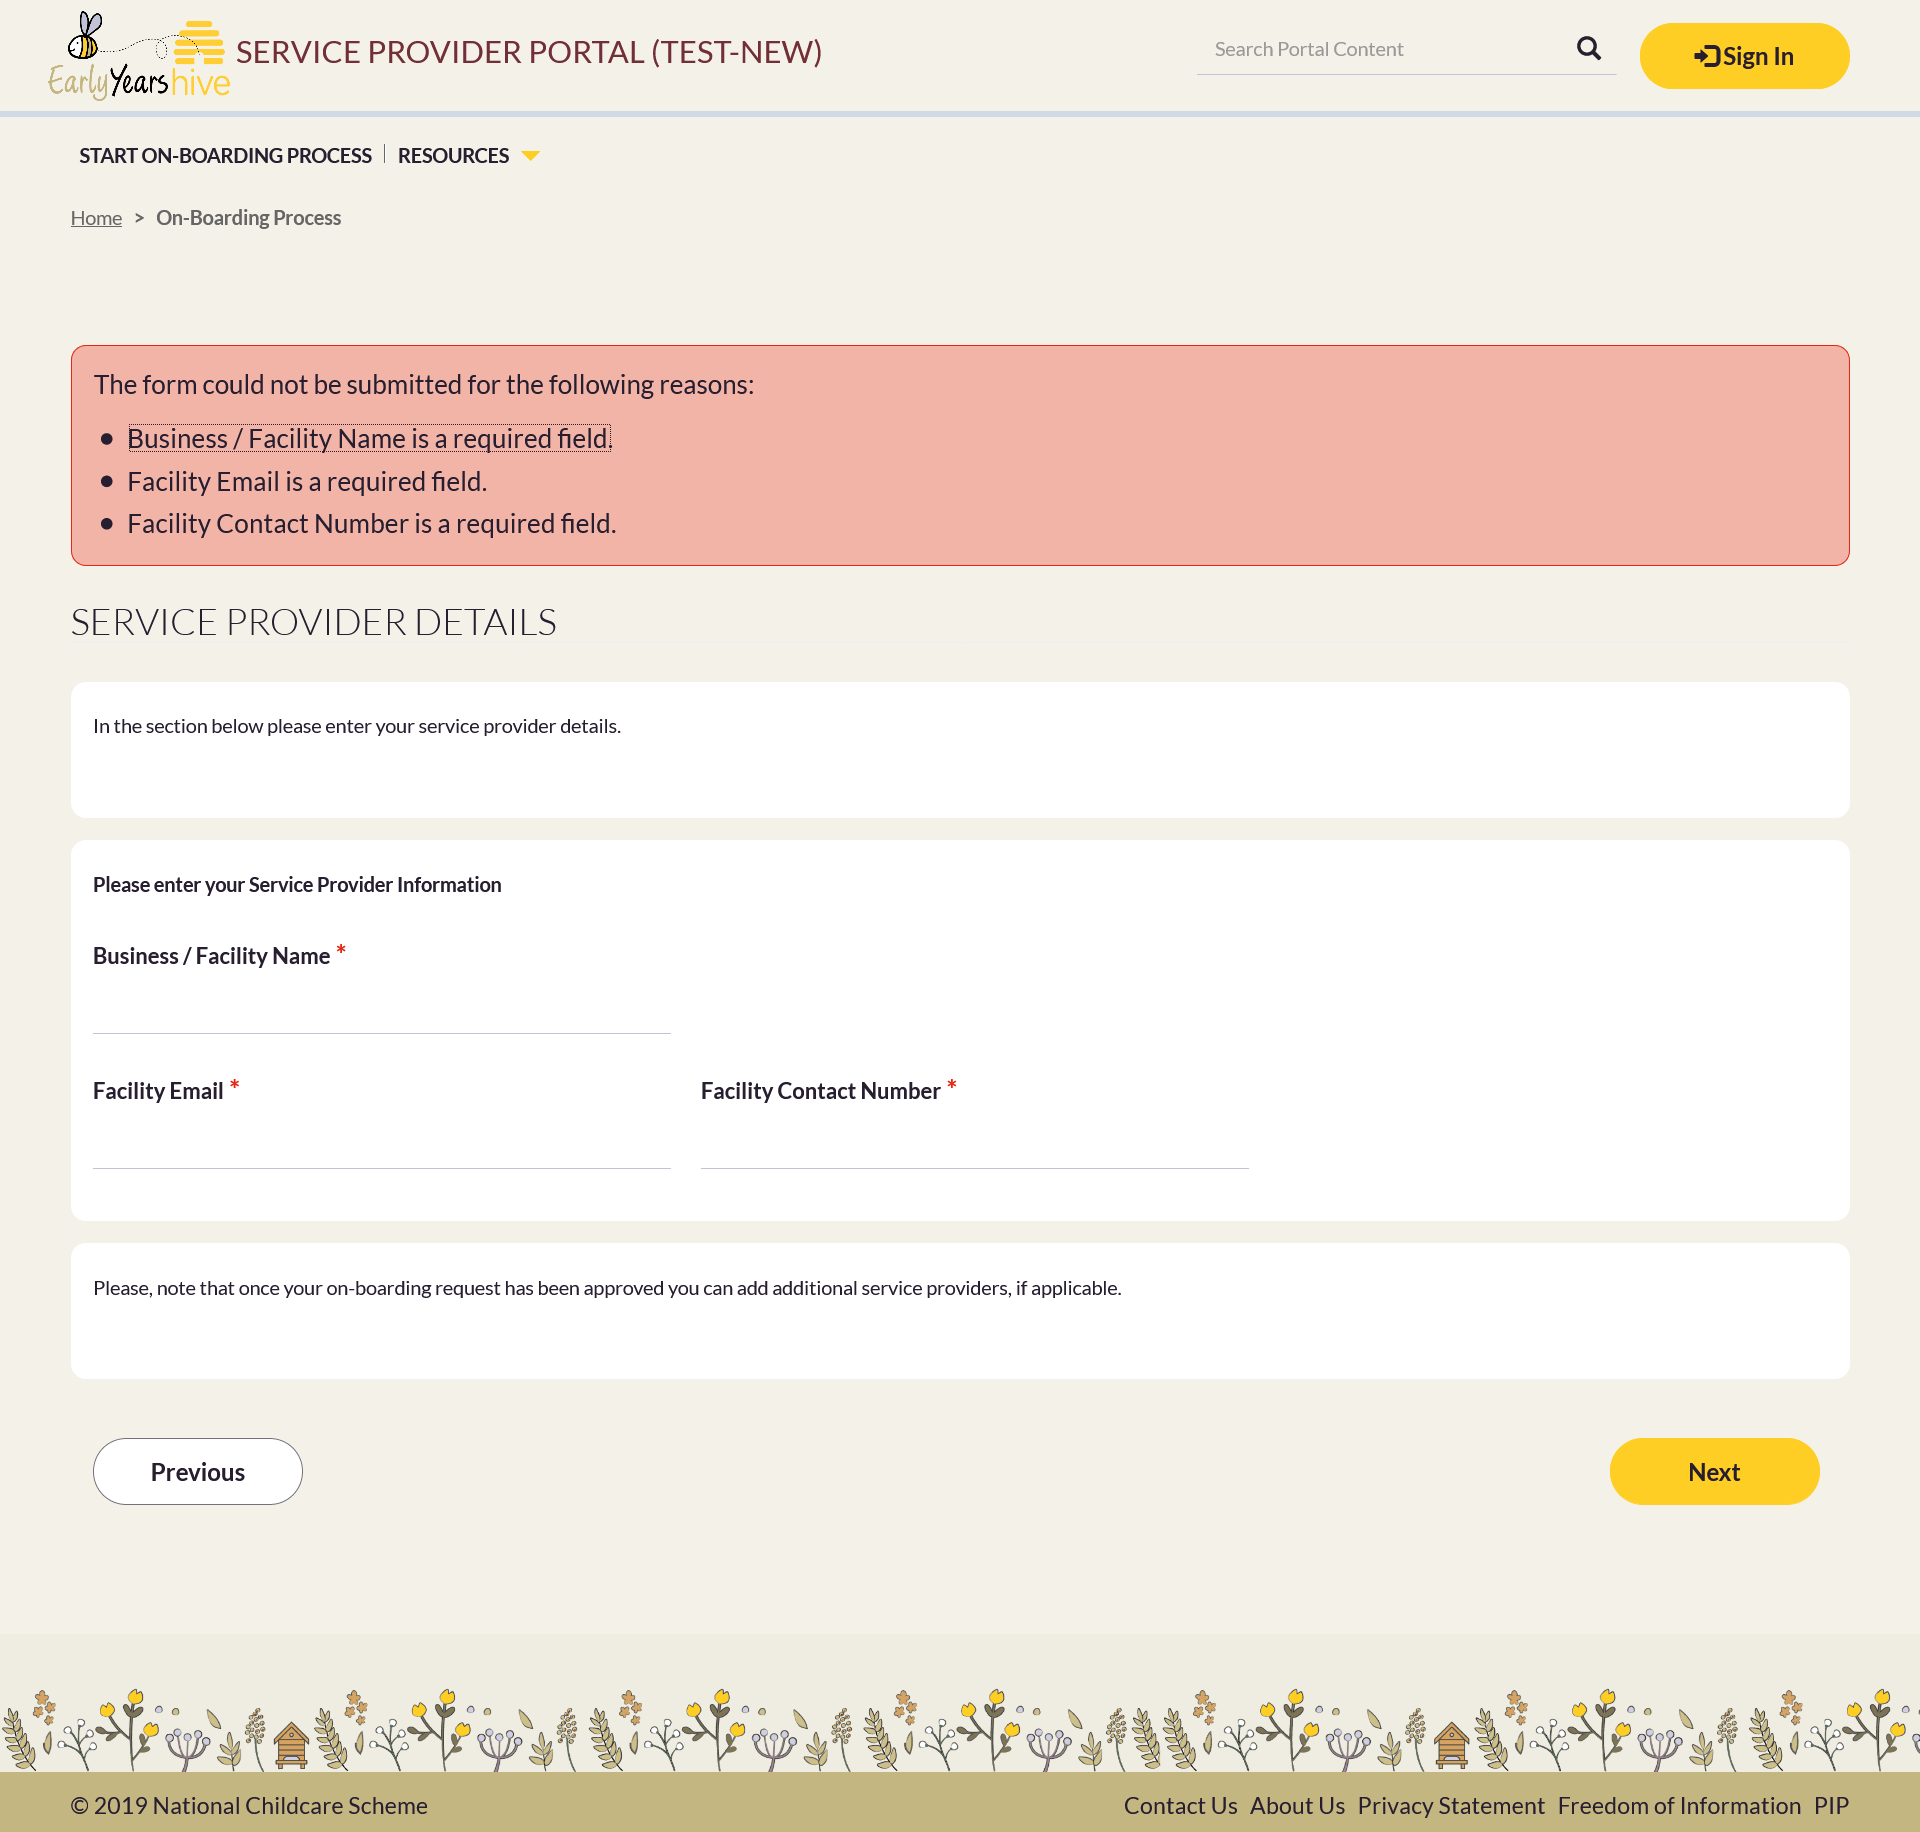 Early Years hive
SERVICE PROVIDER PORTAL (TEST-NEW)
Search Portal Content
Sign In
START ON-BOARDING PROCESS
RESOURCES
Home > On-Boarding Process
The form could not be submitted for the following reasons:
• Business / Facility Name is a required field.
• Facility Email is a required field.
• Facility Contact Number is a required field.
SERVICE PROVIDER DETAILS
In the section below please enter your service provider details.
Please enter your Service Provider Information
Business / Facility Name *
Facility Email *
Facility Contact Number *
Please, note that once your on-boarding request has been approved you can add additional service providers, if applicable.
Previous
Next
© 2019 National Childcare Scheme
Contact Us About Us Privacy Statement Freedom of Information PIP